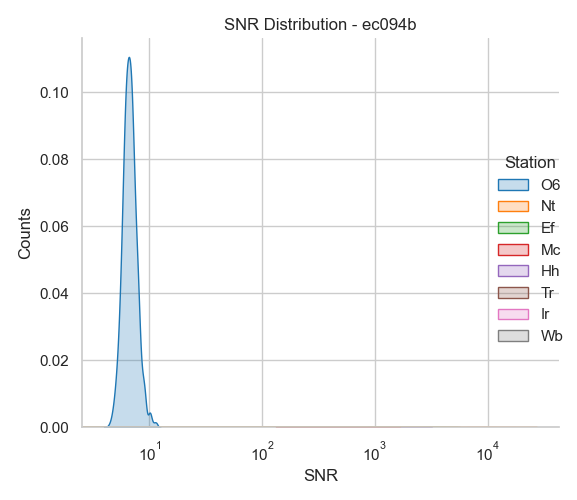 SNR Distribution - ec094b
Counts
0.10
0.08
0.06
0.04
0.02
0.00
10¹ 10² 10³ 10⁴
SNR
Station
O6
Nt
Ef
Mc
Hh
Tr
Ir
Wb